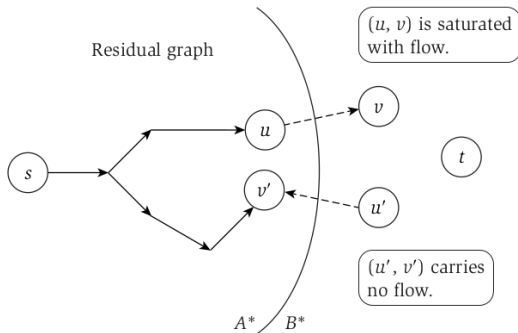 (u, v) is saturated
with flow.
Residual graph
v
u
t
s
v′
u′
(u′, v′) carries
no flow.
A* B*